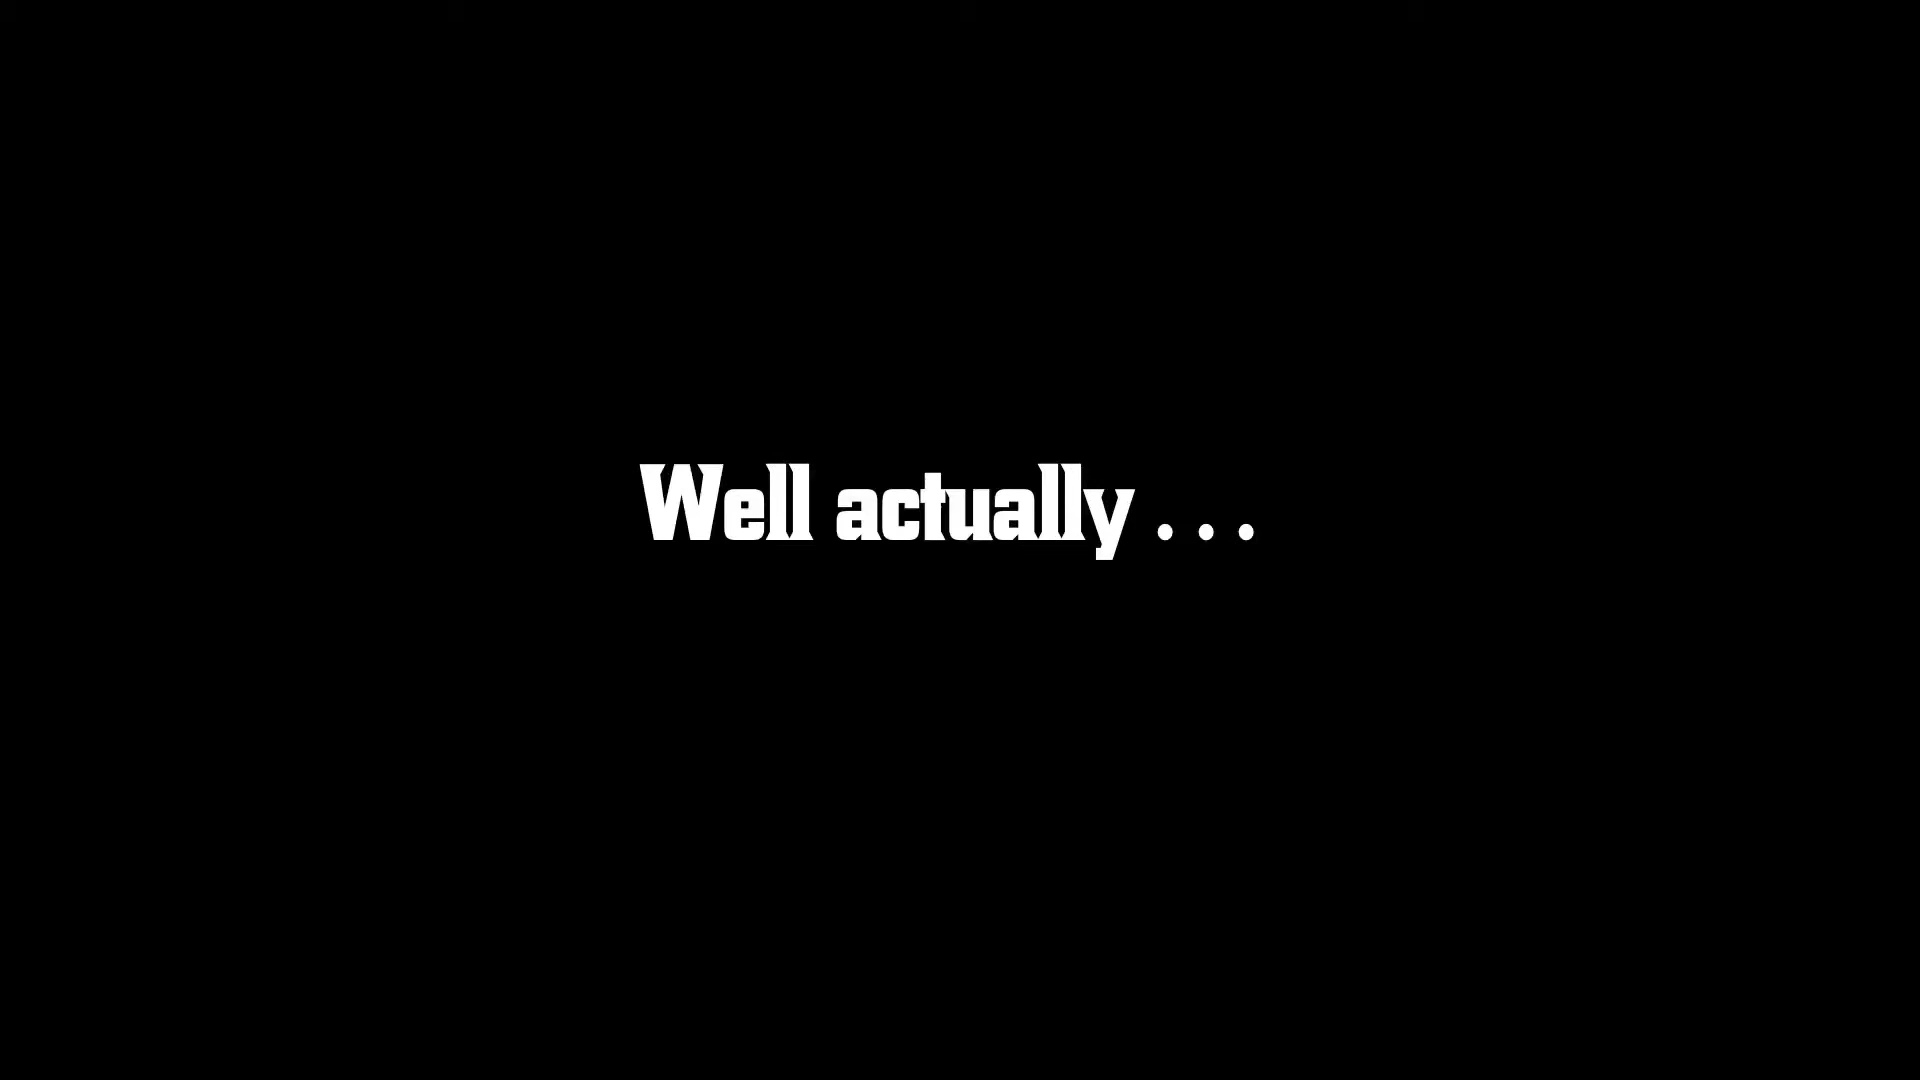 Well actually . . .